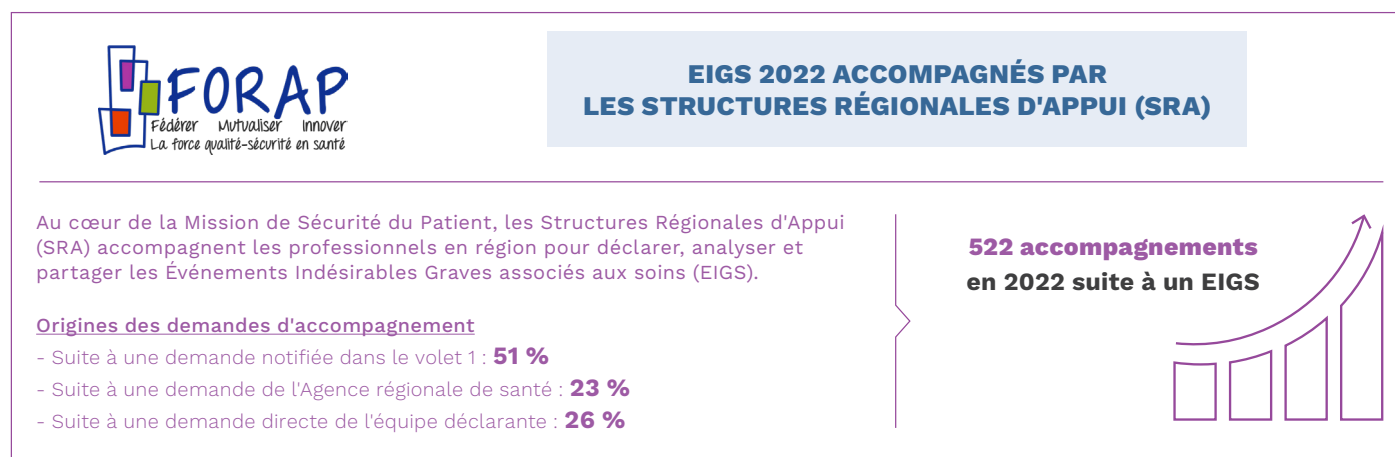 FORAP
Fédérer Mutualiser Innover
La force qualité-sécurité en santé
EIGS 2022 ACCOMPAGNÉS PAR
LES STRUCTURES RÉGIONALES D'APPUI (SRA)
Au cœur de la Mission de Sécurité du Patient, les Structures Régionales d'Appui
(SRA) accompagnent les professionnels en région pour déclarer, analyser et
partager les Événements Indésirables Graves associés aux soins (EIGS).
Origines des demandes d'accompagnement
- Suite à une demande notifiée dans le volet 1 : 51 %
- Suite à une demande de l'Agence régionale de santé : 23 %
- Suite à une demande directe de l'équipe déclarante : 26 %
522 accompagnements
en 2022 suite à un EIGS